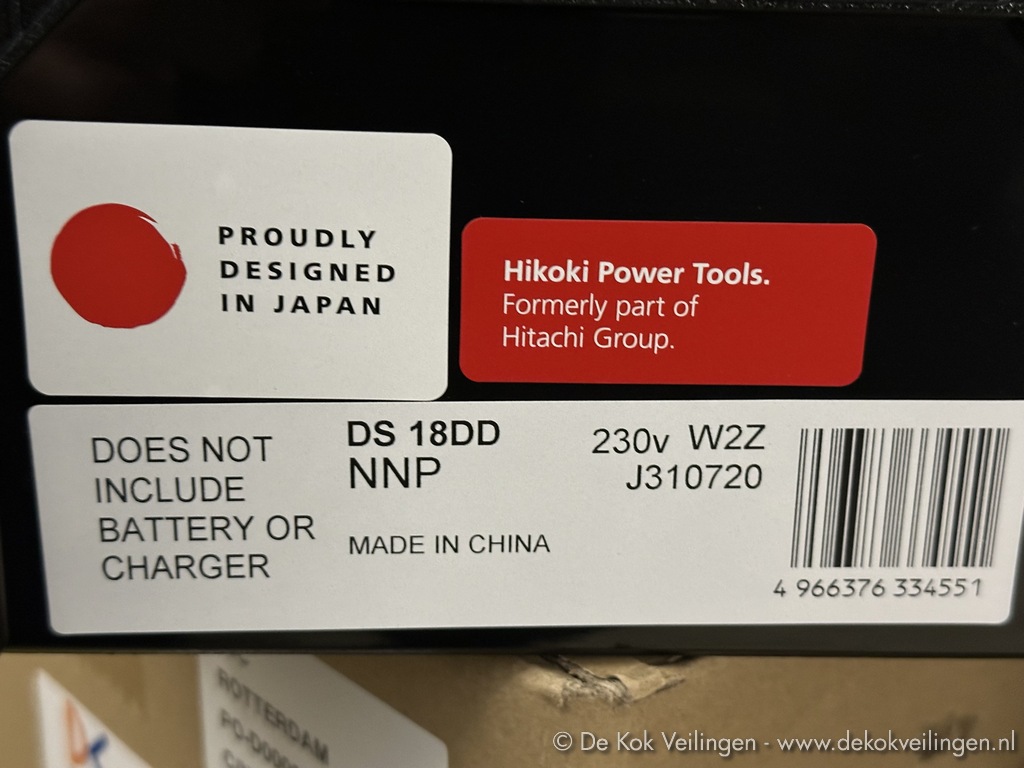 PROUDLY
DESIGNED
IN JAPAN
Hikoki Power Tools.
Formerly part of
Hitachi Group.
DOES NOT
INCLUDE
BATTERY OR
CHARGER
DS 18DD
NNP
MADE IN CHINA
230v W2Z
J310720
4 966376 334551
ROTTERDAM
© De Kok Veilingen - www.dekokveilingen.nl